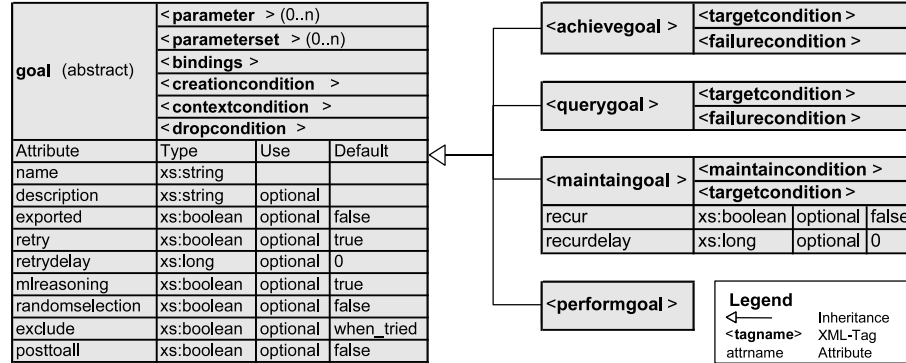 goal (abstract)
<parameter > (0..n)
<parameterset > (0..n)
<bindings >
<creationcondition >
<contextcondition >
<dropcondition >
Attribute Type Use Default
name xs:string
description xs:string optional
exported xs:boolean optional false
retry xs:boolean optional true
retrydelay xs:long optional 0
mlreasoning xs:boolean optional true
randomselection xs:boolean optional false
exclude xs:boolean optional when_tried
posttoall xs:boolean optional false
<achievegoal >
<targetcondition >
<failurecondition >
<querygoal >
<targetcondition >
<failurecondition >
<maintaingoal >
<maintaincondition >
<targetcondition >
recur xs:boolean optional false
recurdelay xs:long optional 0
<performgoal >
Legend
Inheritance
<tagname> XML-Tag
attrname Attribute